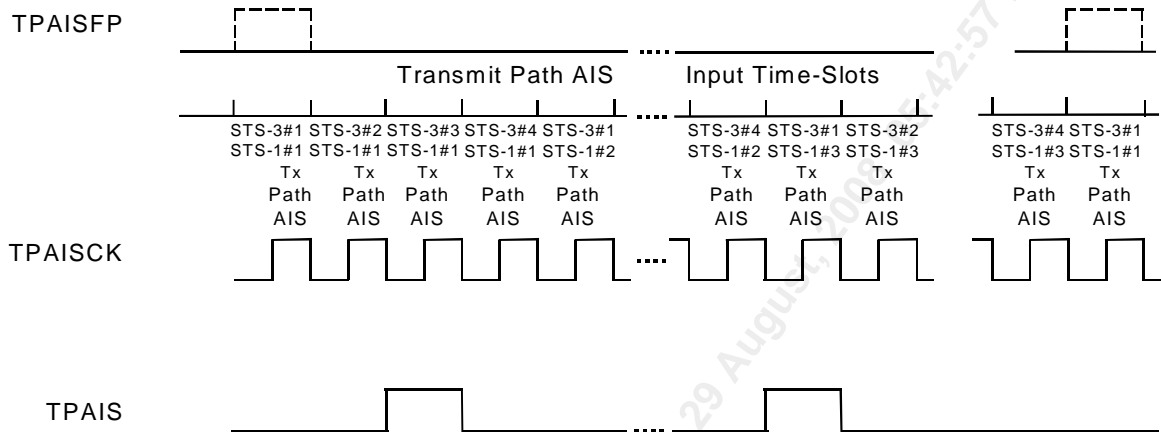 TPAISFP
Transmit Path AIS Input Time-Slots
STS-3#1 STS-3#2 STS-3#3 STS-3#4 STS-3#1 STS-3#4 STS-3#1 STS-3#2 STS-3#4 STS-3#1
STS-1#1 STS-1#1 STS-1#1 STS-1#1 STS-1#2 STS-1#2 STS-1#3 STS-1#3 STS-1#3 STS-1#1
Tx Tx Tx Tx Tx Tx Tx Tx Tx Tx
Path Path Path Path Path Path Path Path Path Path
AIS AIS AIS AIS AIS AIS AIS AIS AIS AIS
TPAISCK
TPAIS
29 August, 2008 :42:57